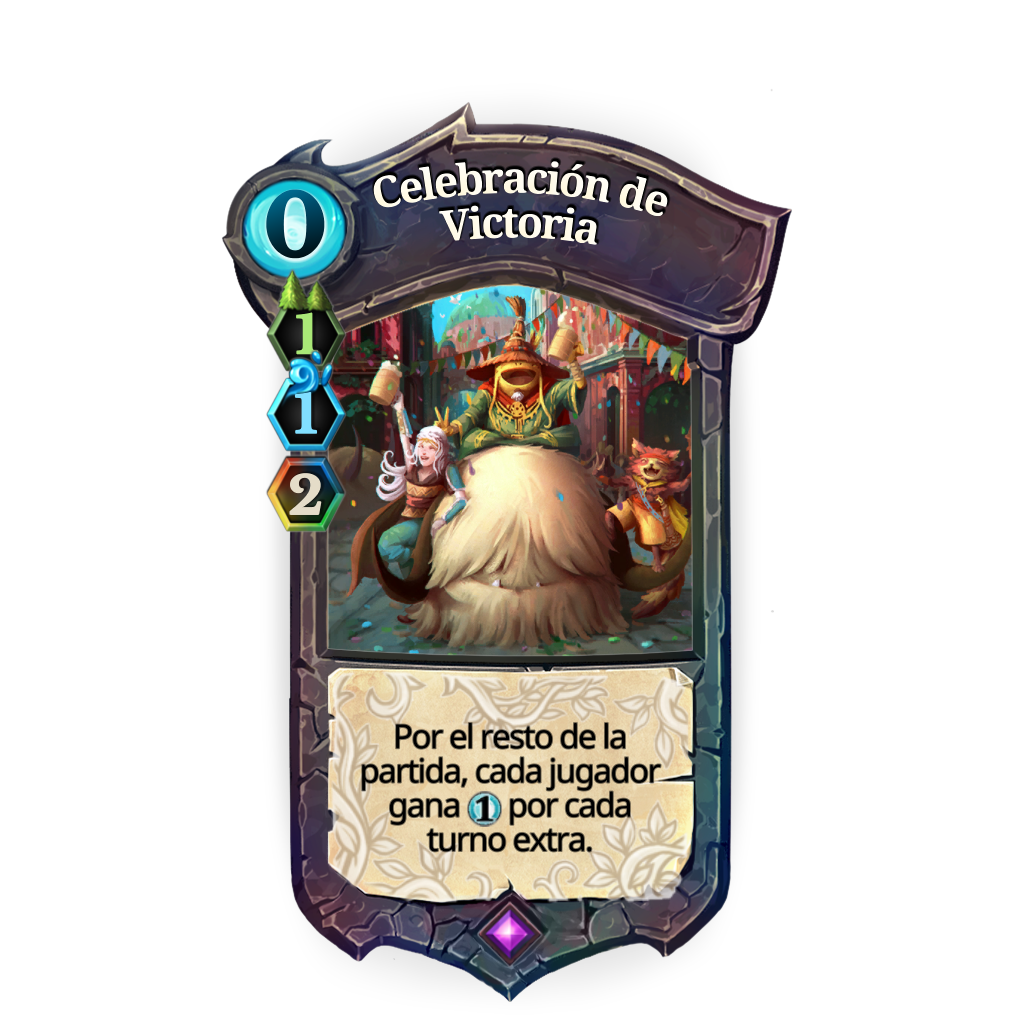 0
Celebración de
Victoria
1
1
2
Por el resto de la
partida, cada jugador
gana 1 por cada
turno extra.